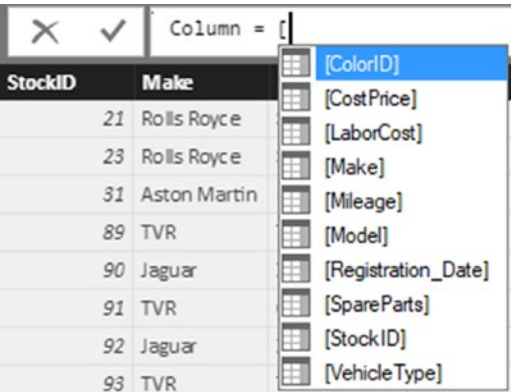 Column = [
[ColorID]
[CostPrice]
[LaborCost]
[Make]
[Mileage]
[Model]
[Registration_Date]
[SpareParts]
[StockID]
[VehicleType]
StockID Make
21 Rolls Royce
23 Rolls Royce
31 Aston Martin
89 TVR
90 Jaguar
91 TVR
92 Jaguar
93 TVR